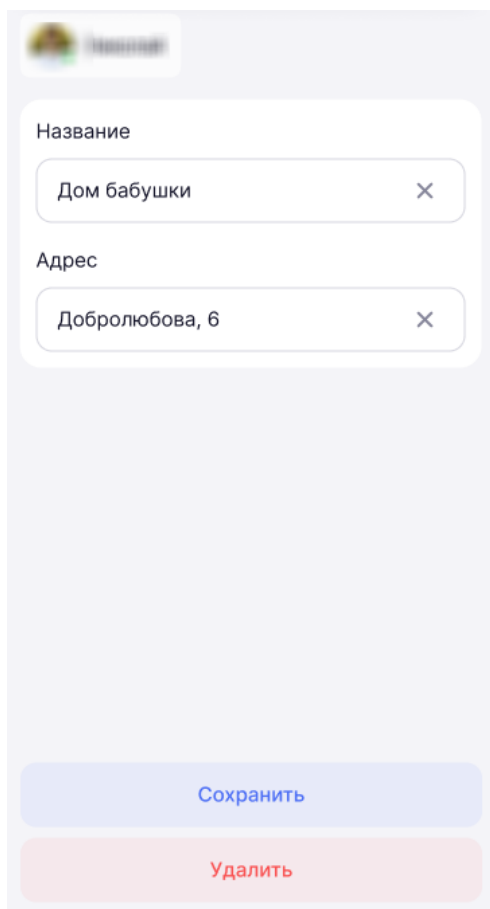 Название
Дом бабушки
Адрес
Добролюбова, 6
Сохранить
Удалить